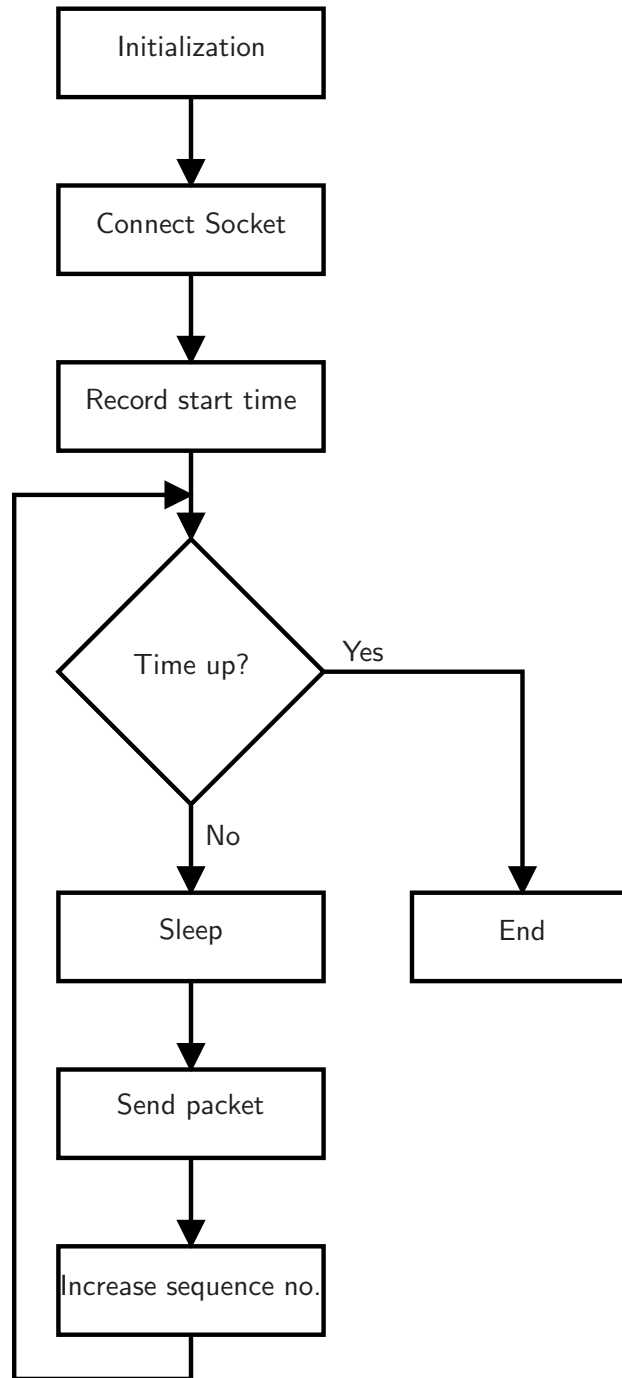 Initialization
Connect Socket
Record start time
Time up?
Yes
No
Sleep
End
Send packet
Increase sequence no.